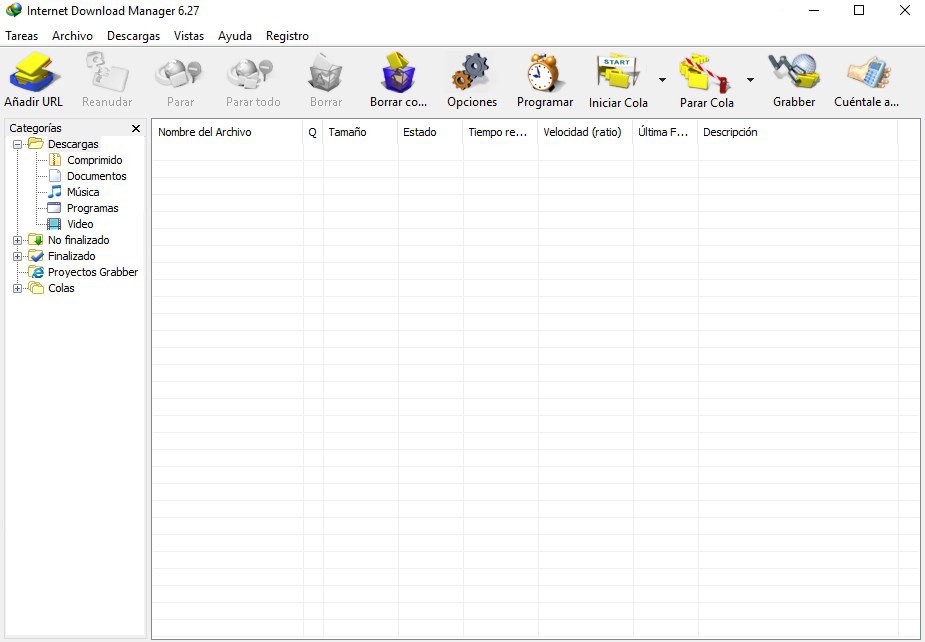 Internet Download Manager 6.27
Tareas Archivo Descargas Vistas Ayuda Registro
START
Añadir URL Reanudar Parar Parar todo Borrar Borrar co... Opciones Programar Iniciar Cola Parar Cola Grabber Cuéntale a...
Categorías
Nombre del Archivo Q Tamaño Estado Tiempo re... Velocidad (ratio) Última F... Descripción
Descargas
Comprimido
Documentos
Música
Programas
Video
No finalizado
Finalizado
Proyectos Grabber
Colas